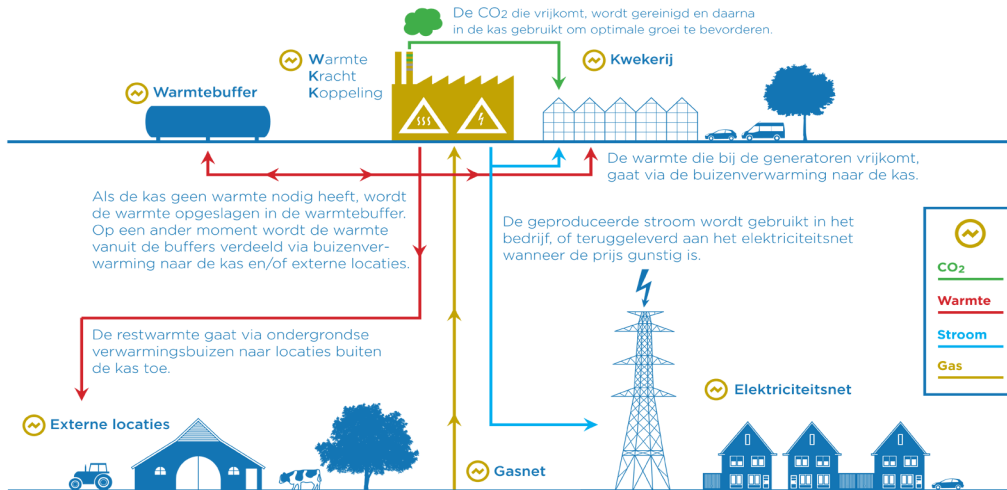 De CO2 die vrijkomt, wordt gereinigd en daarna
in de kas gebruikt om optimale groei te bevorderen.
Warmte
Kracht
Koppeling
Kwekerij
Warmtebuffer
De warmte die bij de generatoren vrijkomt,
gaat via de buizenverwarming naar de kas.
Als de kas geen warmte nodig heeft, wordt
de warmte opgeslagen in de warmtebuffer.
Op een ander moment wordt de warmte
vanuit de buffers verdeeld via buizenver-
warming naar de kas en/of externe locaties.
De geproduceerde stroom wordt gebruikt in het
bedrijf, of teruggeleverd aan het elektriciteitsnet
wanneer de prijs gunstig is.
CO2
Warmte
Stroom
Gas
De restwarmte gaat via ondergrondse
verwarmingsbuizen naar locaties buiten
de kas toe.
Elektriciteitsnet
Externe locaties
Gasnet